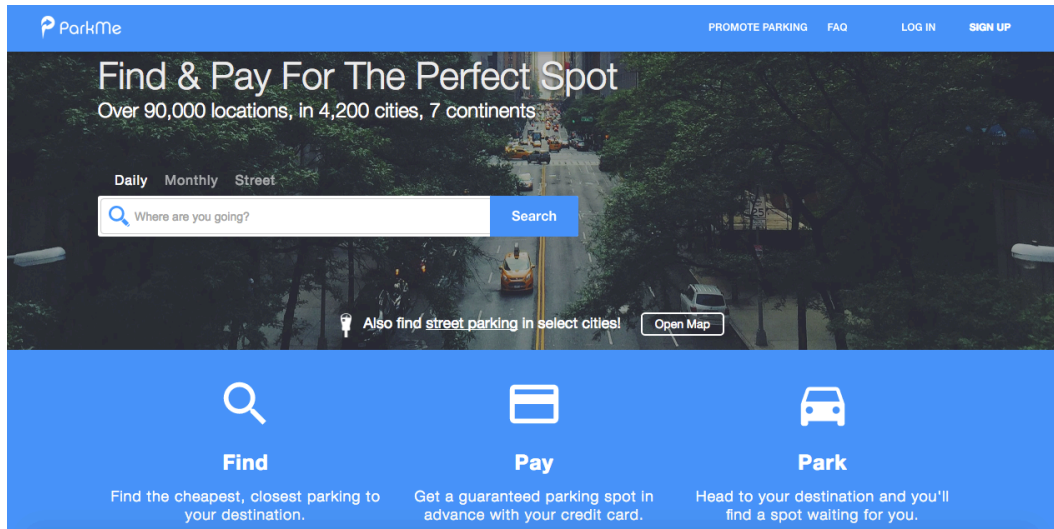 ParkMe
PROMOTE PARKING FAQ LOG IN SIGN UP
Find & Pay For The Perfect Spot
Over 90,000 locations, in 4,200 cities, 7 continents
Daily Monthly Street
Where are you going? Search
Also find street parking in select cities! Open Map
Find
Find the cheapest, closest parking to
your destination.
Pay
Get a guaranteed parking spot in
advance with your credit card.
Park
Head to your destination and you'll
find a spot waiting for you.